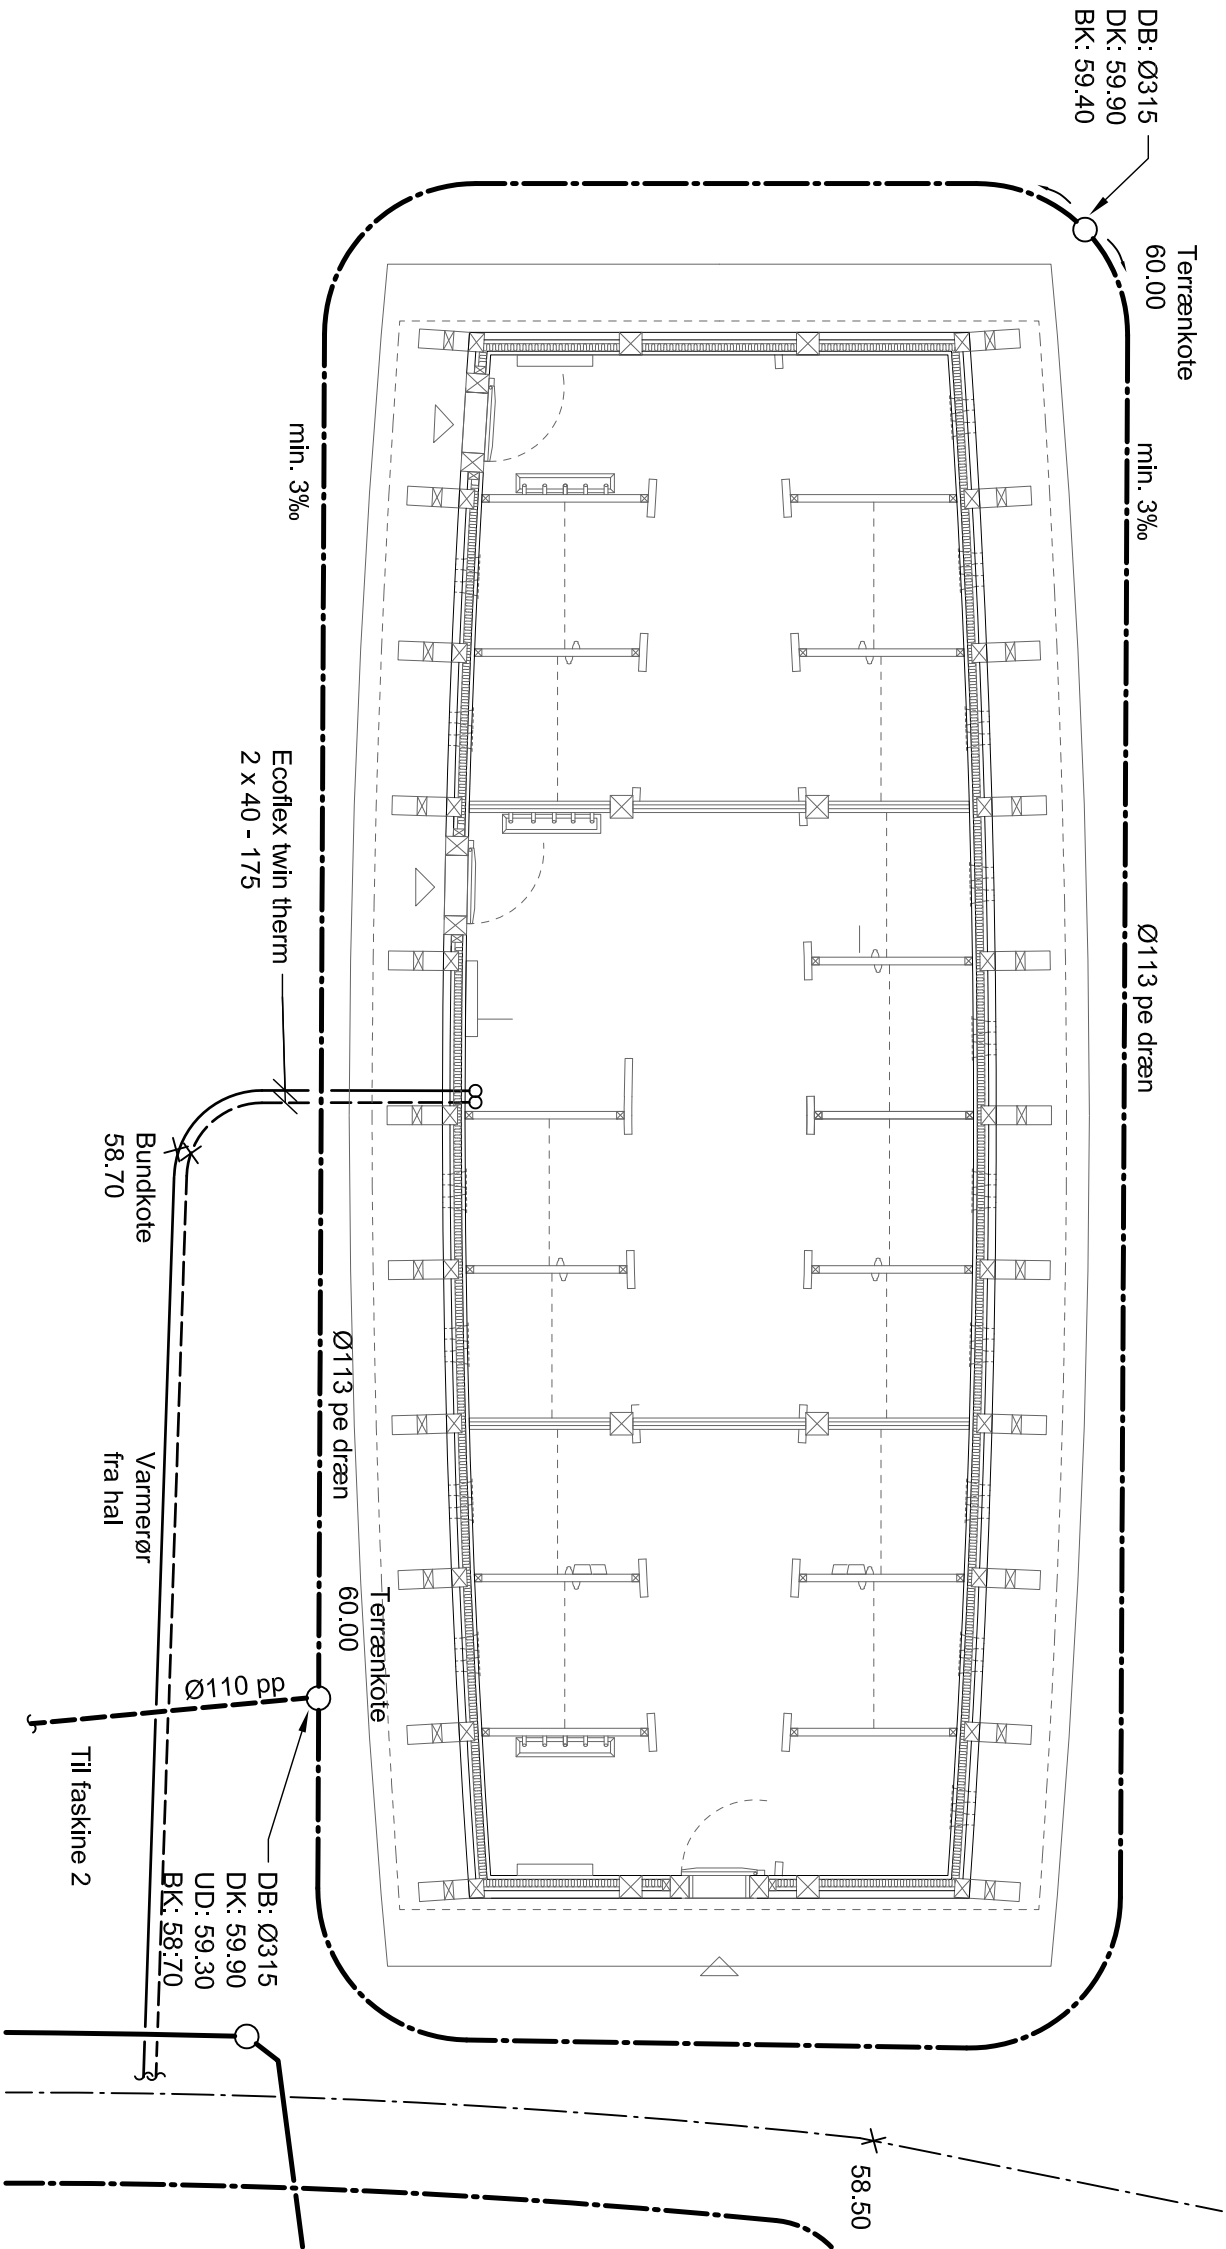 DB: Ø315
DK: 59.90
BK: 59.40
Terrænkote
60.00
min. 3‰
Ø113 pe dræn
min. 3‰
Ecoflex twin therm
2 x 40 - 175
Bundkote
58.70
Ø113 pe dræn
Varmerør
fra hal
Terrænkote
60.00
Ø110 pp
Til faskine 2
DB: Ø315
DK: 59.90
UD: 59.30
BK: 58.70
58.50